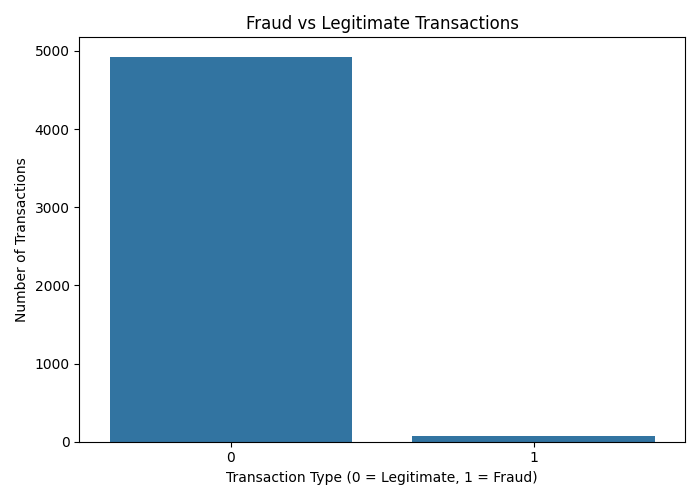 Fraud vs Legitimate Transactions
Number of Transactions
5000
4000
3000
2000
1000
0
0 1
Transaction Type (0 = Legitimate, 1 = Fraud)